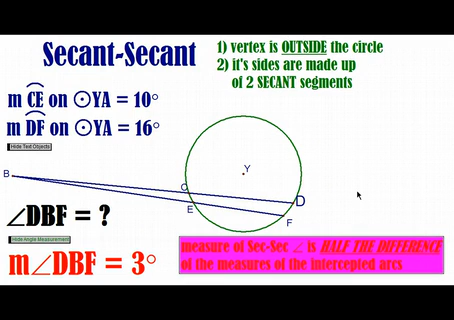 Secant-Secant
1) vertex is OUTSIDE the circle
2) it's sides are made up
of 2 SECANT segments
m CE on ⊙YA = 10°
m DF on ⊙YA = 16°
Hide Text Objects
Y
B
C
D
E
F
∠DBF = ?
Hide Angle Measurement
m∠DBF = 3°
measure of Sec-Sec ∠ is HALF THE DIFFERENCE
of the measures of the intercepted arcs